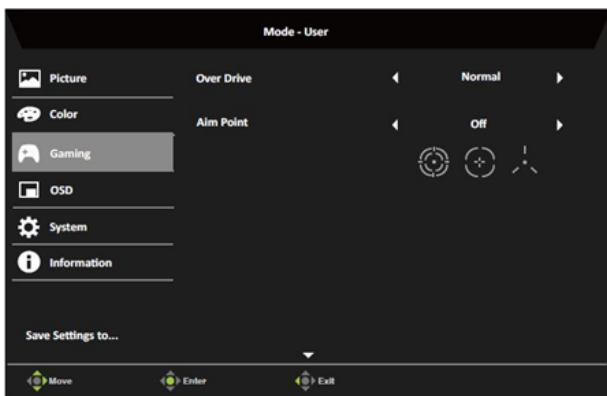 Mode - User
Picture
Over Drive Normal
Color
Aim Point Off
Gaming
OSD
System
Information
Save Settings to...
Move Enter Exit